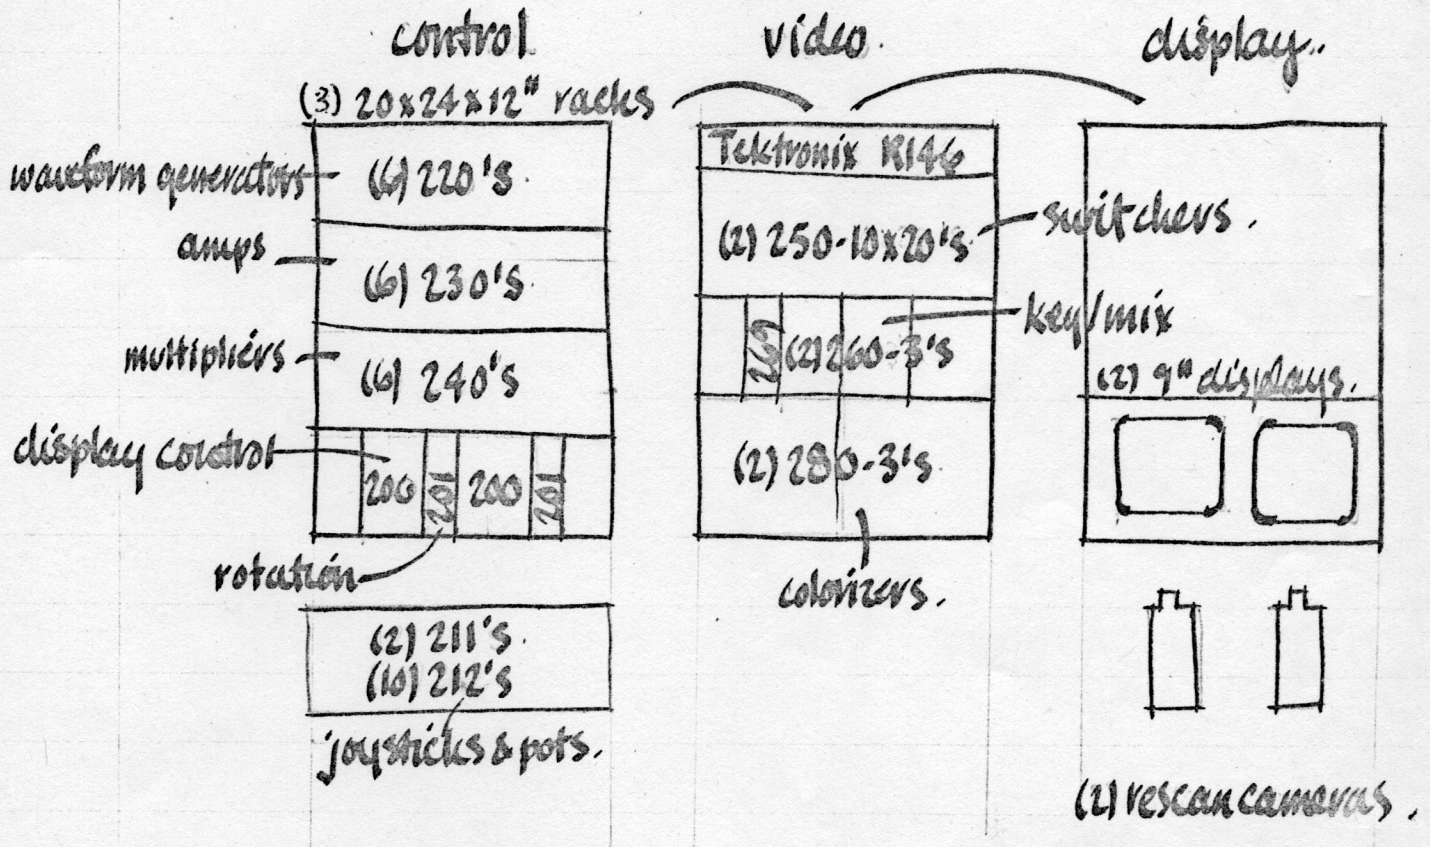 control
video.
display..
(3) 20x24x12" racks
waveform generators
(6) 220's.
amps
(6) 230's.
multipliers
(6) 240's
display control
200
201
200
201
rotation
(2) 211's.
(10) 212's
joysticks & pots.
Tektronix R146
(2) 250-10x20's.
switchers.
269
(2) 260-3's
key/mix
(2) 280-3's.
colorizers.
(2) 9" displays.
(2) rescan cameras.